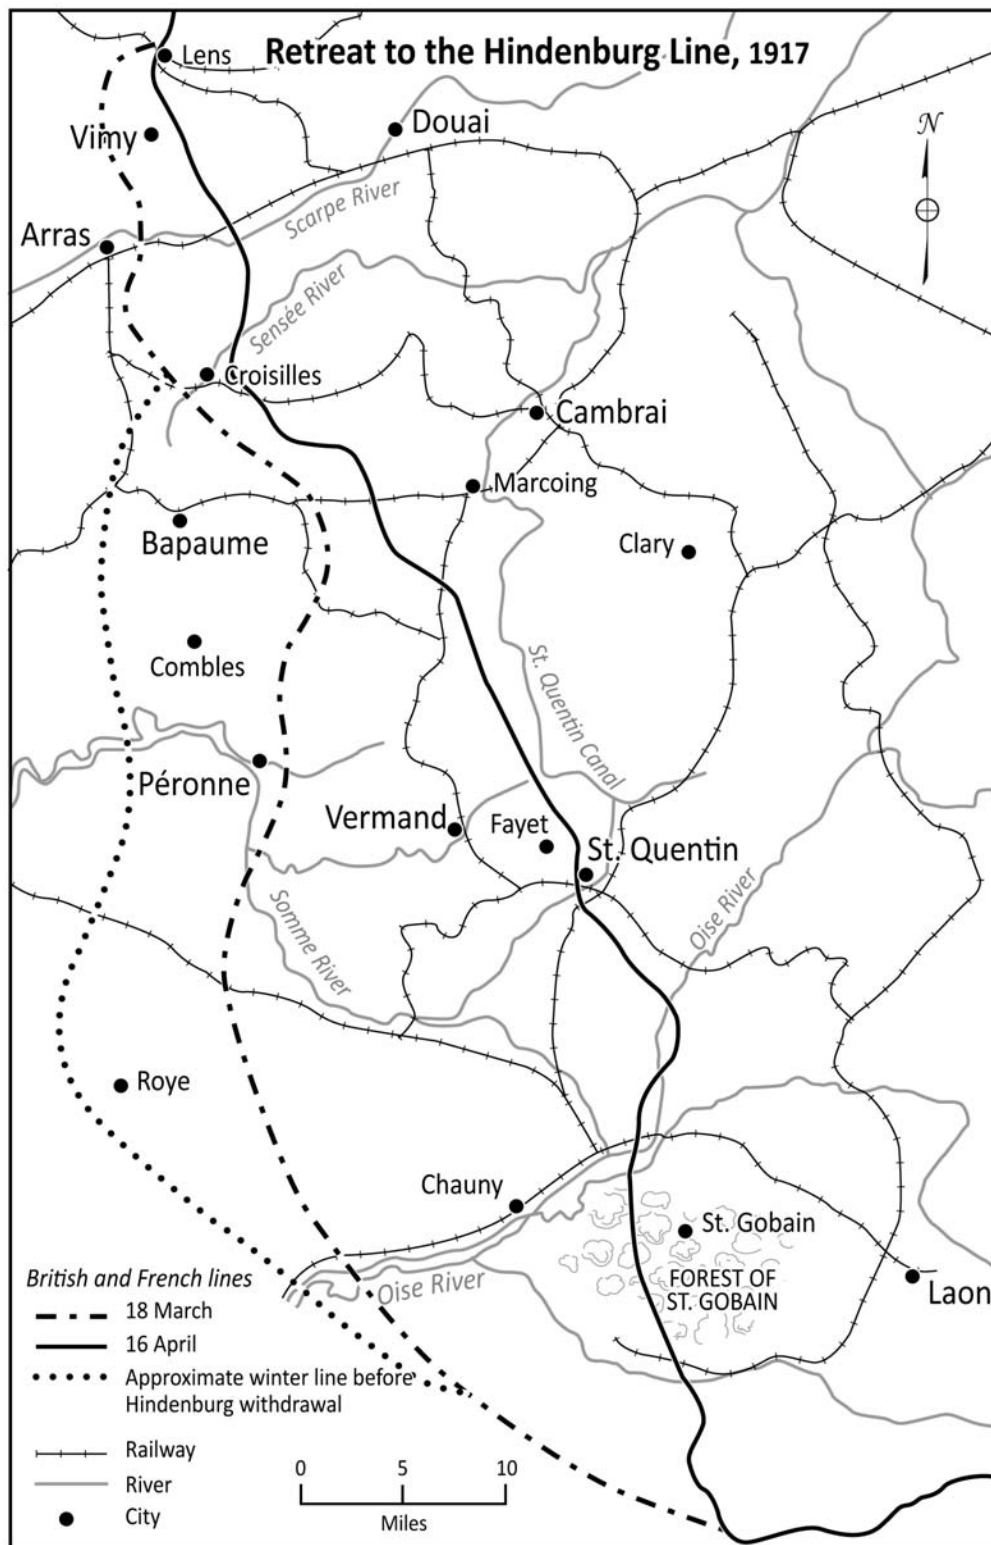 Retreat to the Hindenburg Line, 1917
Lens
Vimy
Douai
N
Scarpe River
Arras
Sensée River
Croisilles
Cambrai
Marcoing
Bapaume
Clary
Combles
St. Quentin Canal
Péronne
Vermand
Fayet
St. Quentin
Somme River
Oise River
Roye
Chauny
St. Gobain
FOREST OF
ST. GOBAIN
Laon
Oise River
British and French lines
18 March
16 April
Approximate winter line before
Hindenburg withdrawal
Railway
River
City
0 5 10
Miles